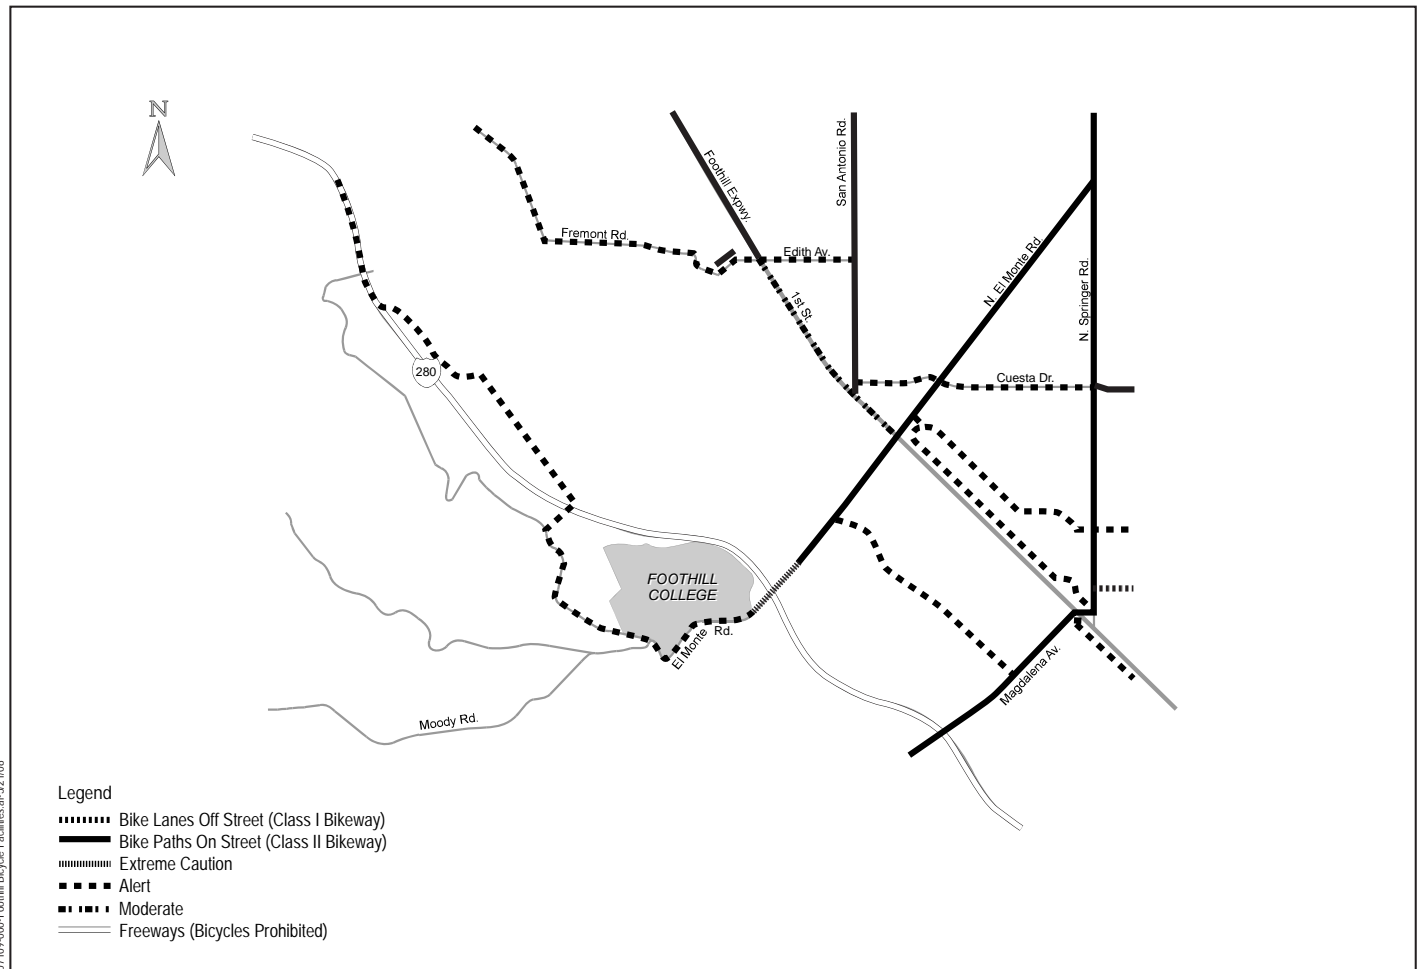 N
Foothill Expwy.
San Antonio Rd.
Fremont Rd.
Edith Av.
N. El Monte Rd.
N. Springer Rd.
1st St.
280
Cuesta Dr.
FOOTHILL
COLLEGE
El Monte Rd.
Magdalena Av.
Moody Rd.
Legend
Bike Lanes Off Street (Class I Bikeway)
Bike Paths On Street (Class II Bikeway)
Extreme Caution
Alert
Moderate
Freeways (Bicycles Prohibited)